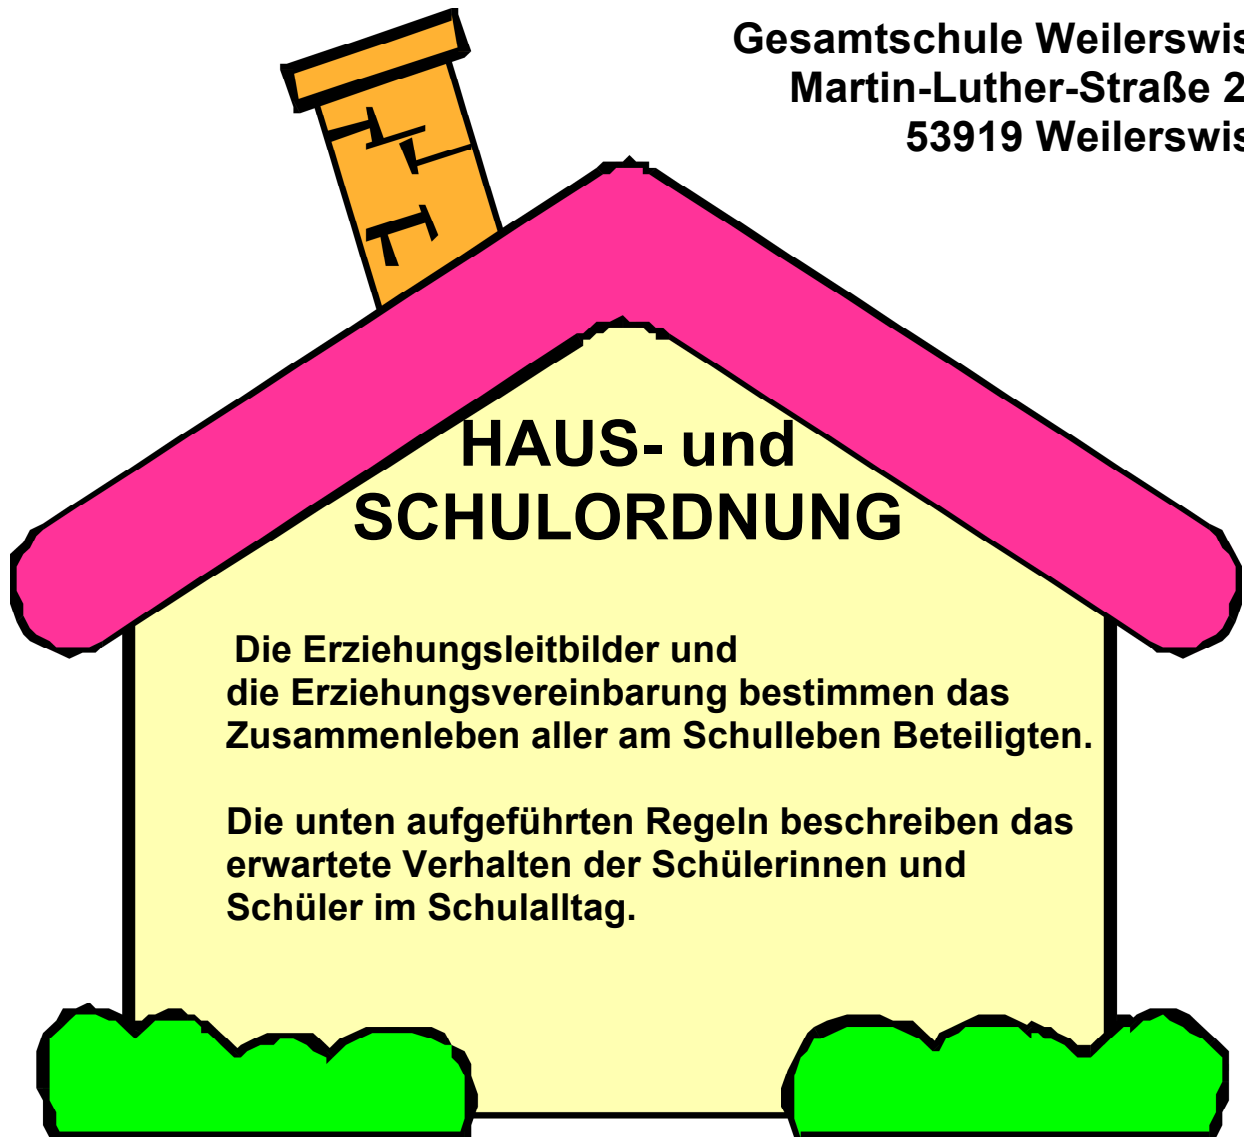 Gesamtschule Weilerswis
Martin-Luther-Straße 2
53919 Weilerswis
HAUS- und
SCHULORDNUNG
Die Erziehungsleitbilder und
die Erziehungsvereinbarung bestimmen das
Zusammenleben aller am Schulleben Beteiligten.
Die unten aufgeführten Regeln beschreiben das
erwartete Verhalten der Schülerinnen und
Schüler im Schulalltag.